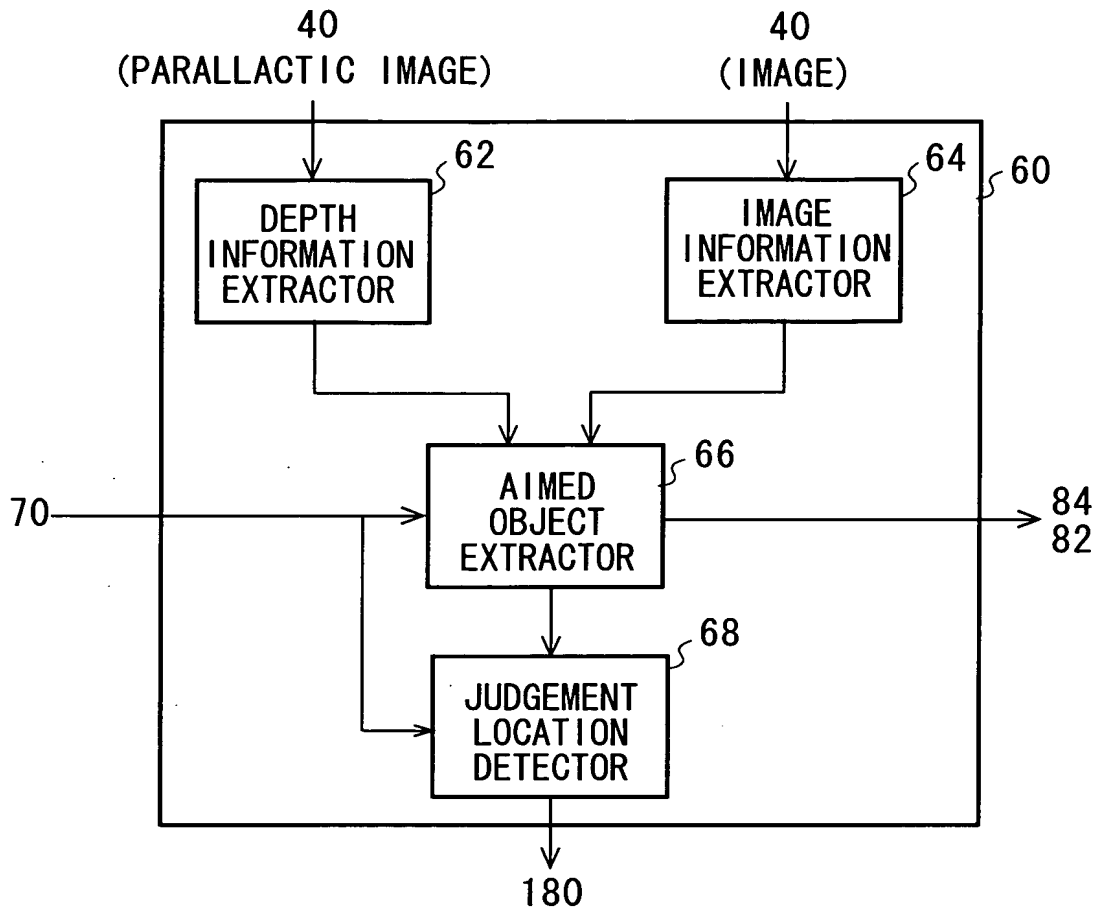 40
(PARALLACTIC IMAGE)
40
(IMAGE)
62
64
60
DEPTH
INFORMATION
EXTRACTOR
IMAGE
INFORMATION
EXTRACTOR
66
70
AIMED
OBJECT
EXTRACTOR
84
82
68
JUDGEMENT
LOCATION
DETECTOR
180